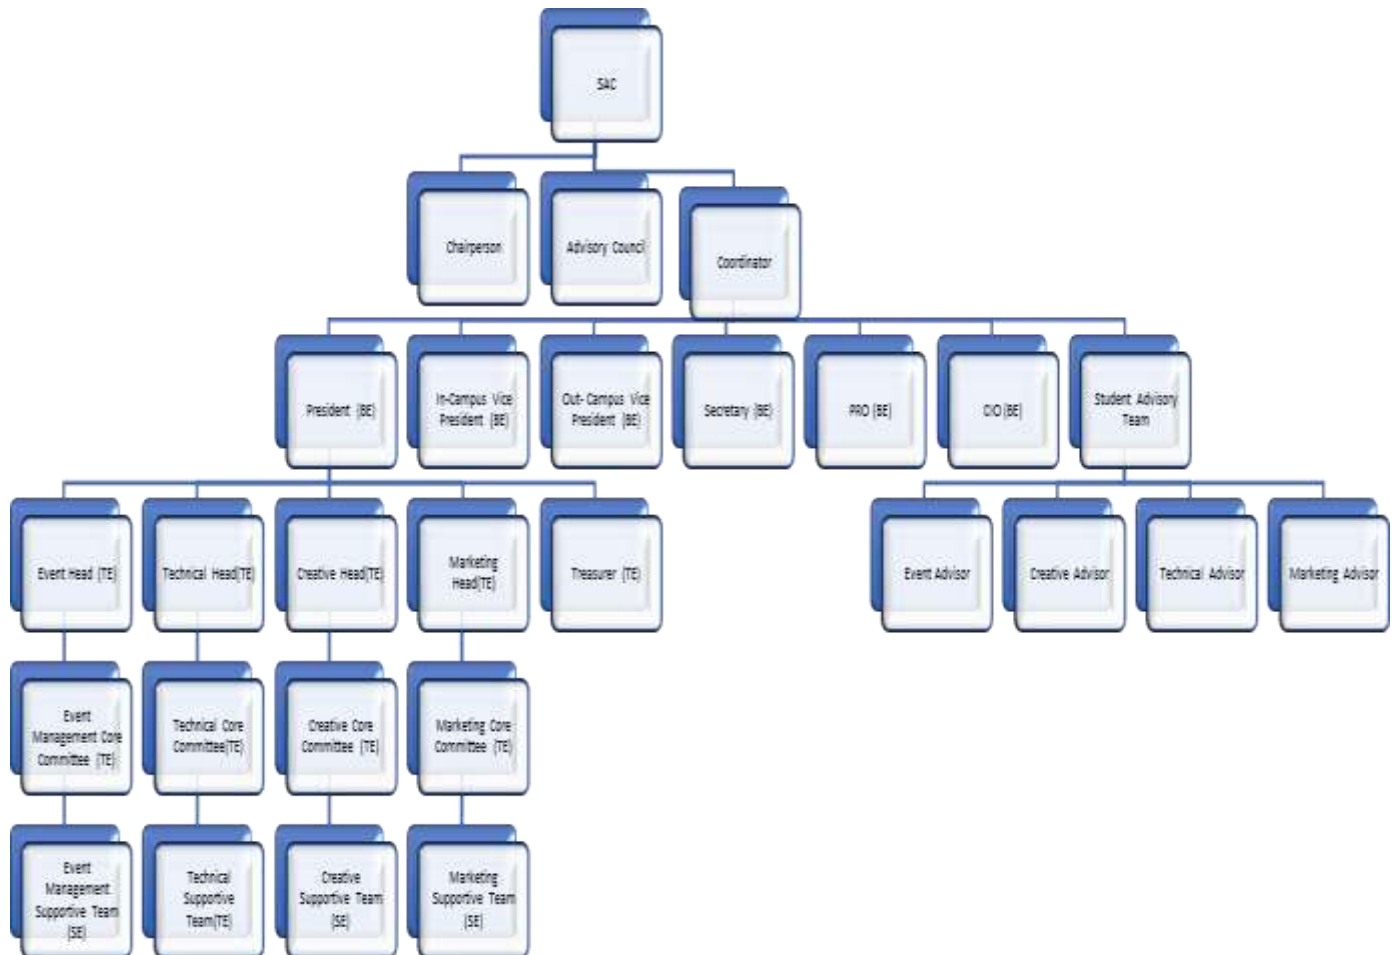 SAC
Chairperson
Advisory Council
Coordinator
President (BE)
In-Campus Vice
President (BE)
Out- Campus Vice
President (BE)
Secretary (BE)
PRO (BE)
CIO (BE)
Student Advisory
Team
Event Head (TE)
Technical Head(TE)
Creative Head(TE)
Marketing
Head(TE)
Treasurer (TE)
Event Advisor
Creative Advisor
Technical Advisor
Marketing Advisor
Event
Management Core
Committee (TE)
Technical Core
Committee(TE)
Creative Core
Committee (TE)
Marketing Core
Committee (TE)
Event
Management
Supportive Team
(SE)
Technical
Supportive
Team(TE)
Creative
Supportive Team
(SE)
Marketing
Supportive Team
(SE)